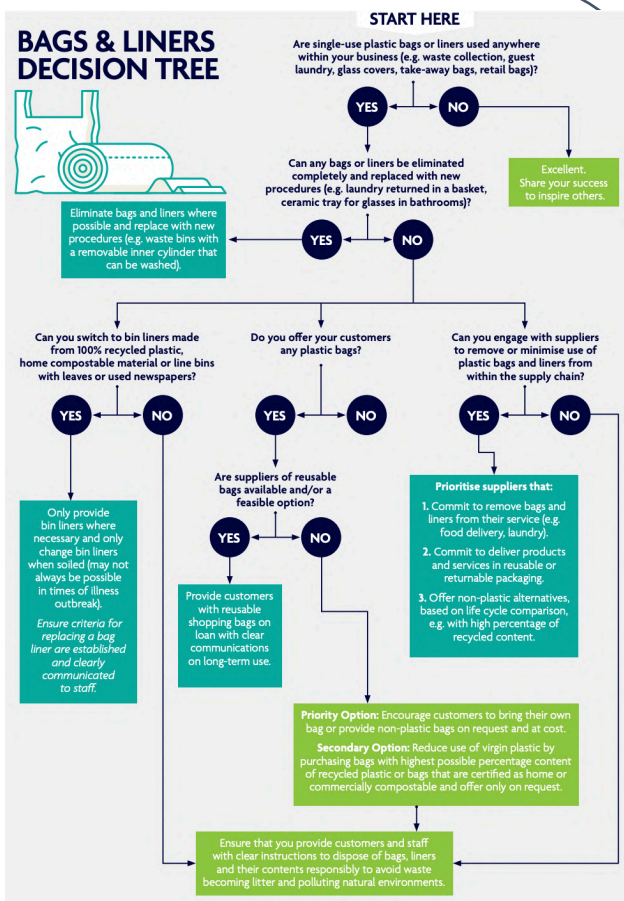 START HERE
BAGS & LINERS
DECISION TREE
Are single-use plastic bags or liners used anywhere
within your business (e.g. waste collection, guest
laundry, glass covers, take-away bags, retail bags)?
YES
NO
Can any bags or liners be eliminated
completely and replaced with new
procedures (e.g. laundry returned in a basket,
ceramic tray for glasses in bathrooms)?
Excellent.
Share your success
to inspire others.
Eliminate bags and liners where
possible and replace with new
procedures (e.g. waste bins with
a removable inner cylinder that
can be washed).
YES
NO
Can you switch to bin liners made
from 100% recycled plastic,
home compostable material or line bins
with leaves or used newspapers?
YES
NO
Only provide
bin liners where
necessary and only
change bin liners
when soiled (may not
always be possible
in times of illness
outbreak).
Ensure criteria for
replacing a bag
liner are established
and clearly
communicated
to staff.
Do you offer your customers
any plastic bags?
YES
NO
Are suppliers of reusable
bags available and/or a
feasible option?
YES
NO
Provide customers
with reusable
shopping bags on
loan with clear
communications
on long-term use.
Can you engage with suppliers
to remove or minimise use of
plastic bags and liners from
within the supply chain?
YES
NO
Prioritise suppliers that:
1. Commit to remove bags and
liners from their service (e.g.
food delivery, laundry).
2. Commit to deliver products
and services in reusable or
returnable packaging.
3. Offer non-plastic alternatives,
based on life cycle comparison,
e.g. with high percentage of
recycled content.
Priority Option: Encourage customers to bring their own
bag or provide non-plastic bags on request and at cost.
Secondary Option: Reduce use of virgin plastic by
purchasing bags with highest possible percentage content
of recycled plastic or bags that are certified as home or
commercially compostable and offer only on request.
Ensure that you provide customers and staff
with clear instructions to dispose of bags, liners
and their contents responsibly to avoid waste
becoming litter and polluting natural environments.